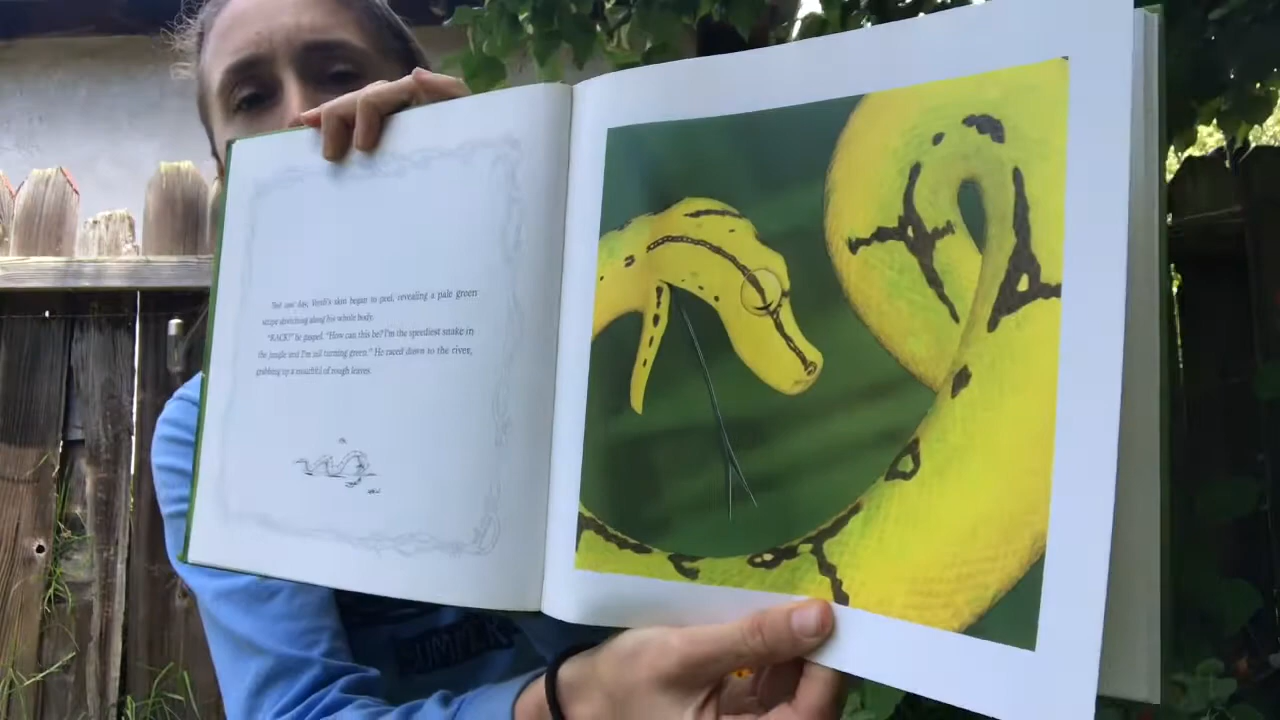 That same day, Verdi's skin began to peel, revealing a pale green
stripe stretching along his whole body.
"RACK!" he gasped. "How can this be? I'm the speediest snake in
the jungle and I'm still turning green." He raced down to the river,
grabbing up a mouthful of rough leaves.